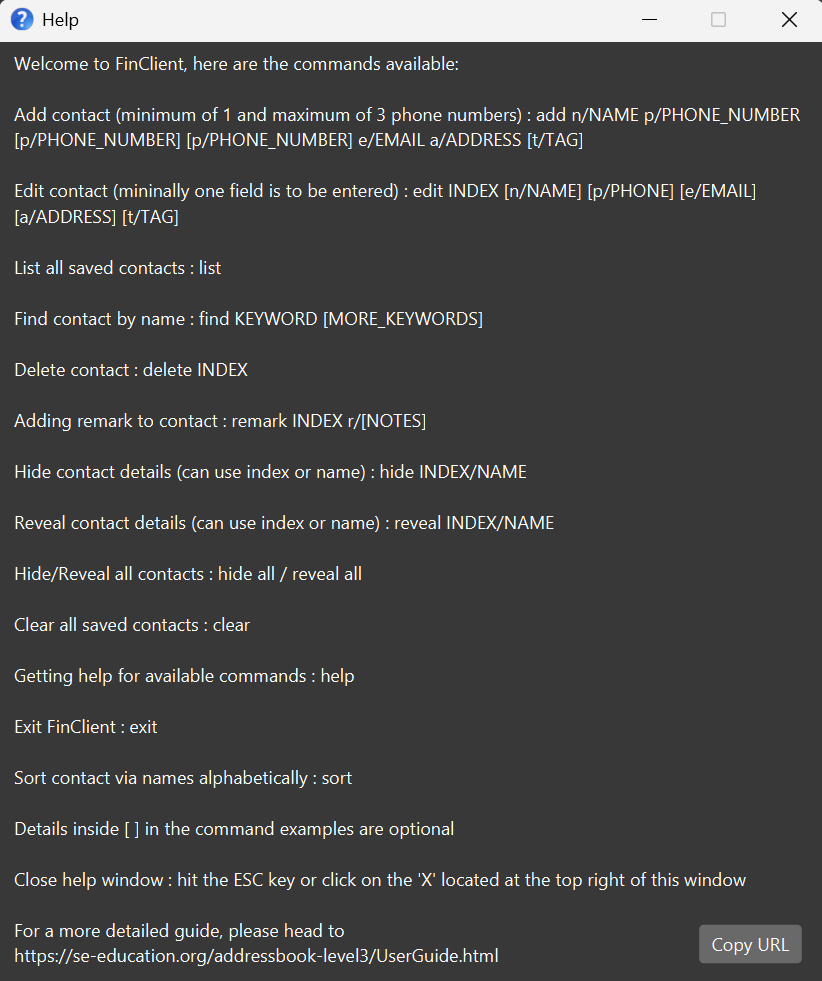 Help
Welcome to FinClient, here are the commands available:
Add contact (minimum of 1 and maximum of 3 phone numbers) : add n/NAME p/PHONE_NUMBER
[p/PHONE_NUMBER] [p/PHONE_NUMBER] e/EMAIL a/ADDRESS [t/TAG]
Edit contact (mininally one field is to be entered) : edit INDEX [n/NAME] [p/PHONE] [e/EMAIL]
[a/ADDRESS] [t/TAG]
List all saved contacts : list
Find contact by name : find KEYWORD [MORE_KEYWORDS]
Delete contact : delete INDEX
Adding remark to contact : remark INDEX r/[NOTES]
Hide contact details (can use index or name) : hide INDEX/NAME
Reveal contact details (can use index or name) : reveal INDEX/NAME
Hide/Reveal all contacts : hide all / reveal all
Clear all saved contacts : clear
Getting help for available commands : help
Exit FinClient : exit
Sort contact via names alphabetically : sort
Details inside [ ] in the command examples are optional
Close help window : hit the ESC key or click on the 'X' located at the top right of this window
For a more detailed guide, please head to
https://se-education.org/addressbook-level3/UserGuide.html
Copy URL